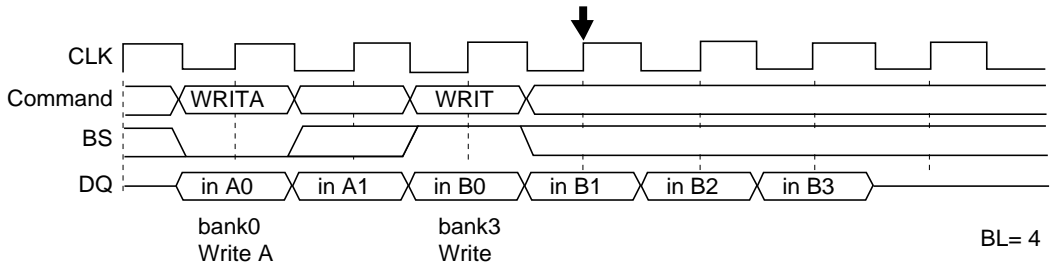 CLK
Command WRITA WRIT
BS
DQ in A0 in A1 in B0 in B1 in B2 in B3
bank0 bank3
Write A Write
BL= 4